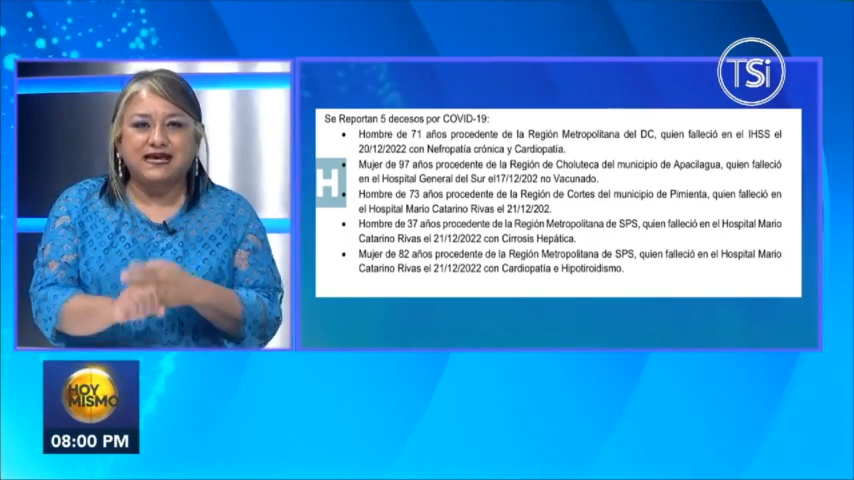 TSi
Se Reportan 5 decesos por COVID-19:
Hombre de 71 años procedente de la Región Metropolitana del DC, quien falleció en el IHSS el
20/12/2022 con Nefropatía crónica y Cardiopatía.
Mujer de 97 años procedente de la Región de Choluteca del municipio de Apacilagua, quien falleció
en el Hospital General del Sur el17/12/202 no Vacunado.
Hombre de 73 años procedente de la Región de Cortes del municipio de Pimienta, quien falleció en
el Hospital Mario Catarino Rivas el 21/12/202.
Hombre de 37 años procedente de la Región Metropolitana de SPS, quien falleció en el Hospital Mario
Catarino Rivas el 21/12/2022 con Cirrosis Hepática.
Mujer de 82 años procedente de la Región Metropolitana de SPS, quien falleció en el Hospital Mario
Catarino Rivas el 21/12/2022 con Cardiopatía e Hipotiroidismo.
H
HOY
MISMO
08:00 PM